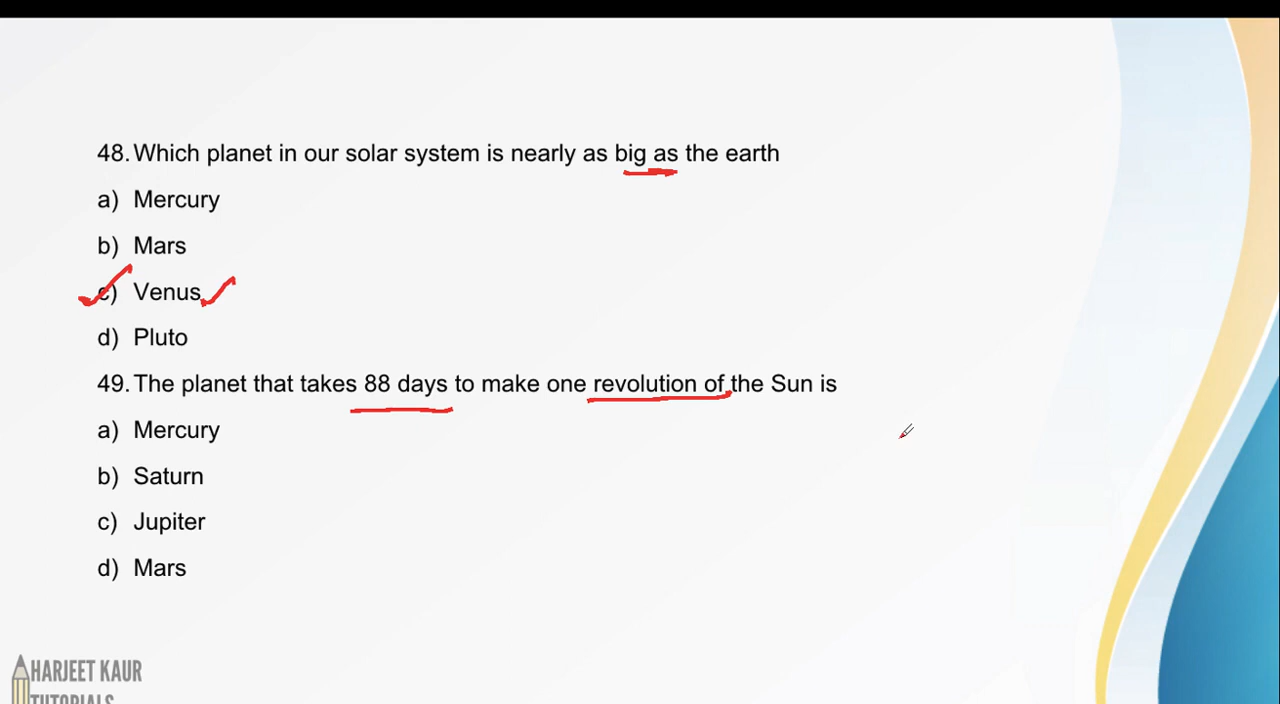 48. Which planet in our solar system is nearly as big as the earth
a) Mercury
b) Mars
c) Venus
d) Pluto
49. The planet that takes 88 days to make one revolution of the Sun is
a) Mercury
b) Saturn
c) Jupiter
d) Mars
HARJEET KAUR
TUTORIALS